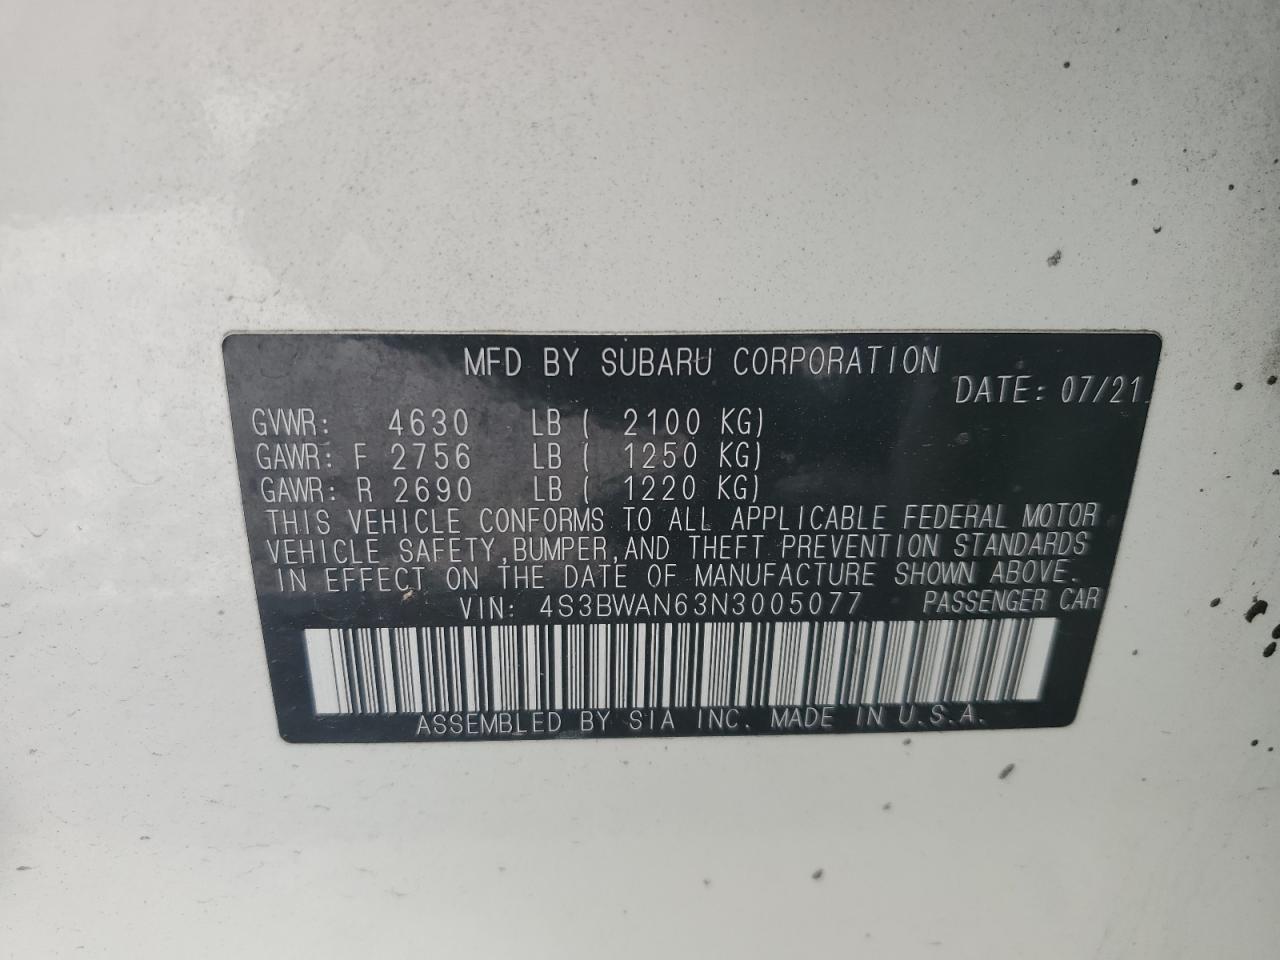 MFD BY SUBARU CORPORATION
DATE: 07/21
GVWR: 4630 LB ( 2100 KG)
GAWR: F 2756 LB ( 1250 KG)
GAWR: R 2690 LB ( 1220 KG)
THIS VEHICLE CONFORMS TO ALL APPLICABLE FEDERAL MOTOR
VEHICLE SAFETY,BUMPER,AND THEFT PREVENTION STANDARDS
IN EFFECT ON THE DATE OF MANUFACTURE SHOWN ABOVE.
VIN: 4S3BWAN63N3005077 PASSENGER CAR
ASSEMBLED BY SIA INC. MADE IN U.S.A.